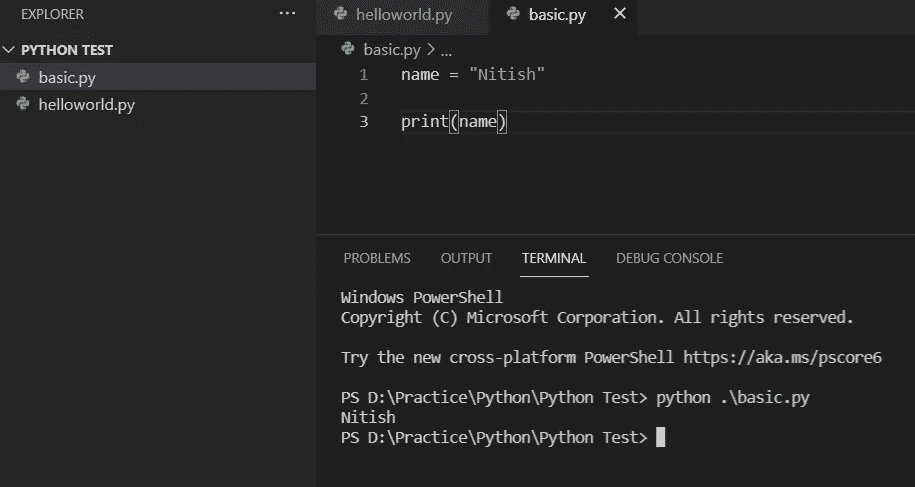 EXPLORER ...
PYTHON TEST
basic.py
helloworld.py
helloworld.py basic.py
basic.py > ...
1 name = "Nitish"
2
3 print(name)
PROBLEMS OUTPUT TERMINAL DEBUG CONSOLE
Windows PowerShell
Copyright (C) Microsoft Corporation. All rights reserved.
Try the new cross-platform PowerShell https://aka.ms/pscore6
PS D:\Practice\Python\Python Test> python .\basic.py
Nitish
PS D:\Practice\Python\Python Test>